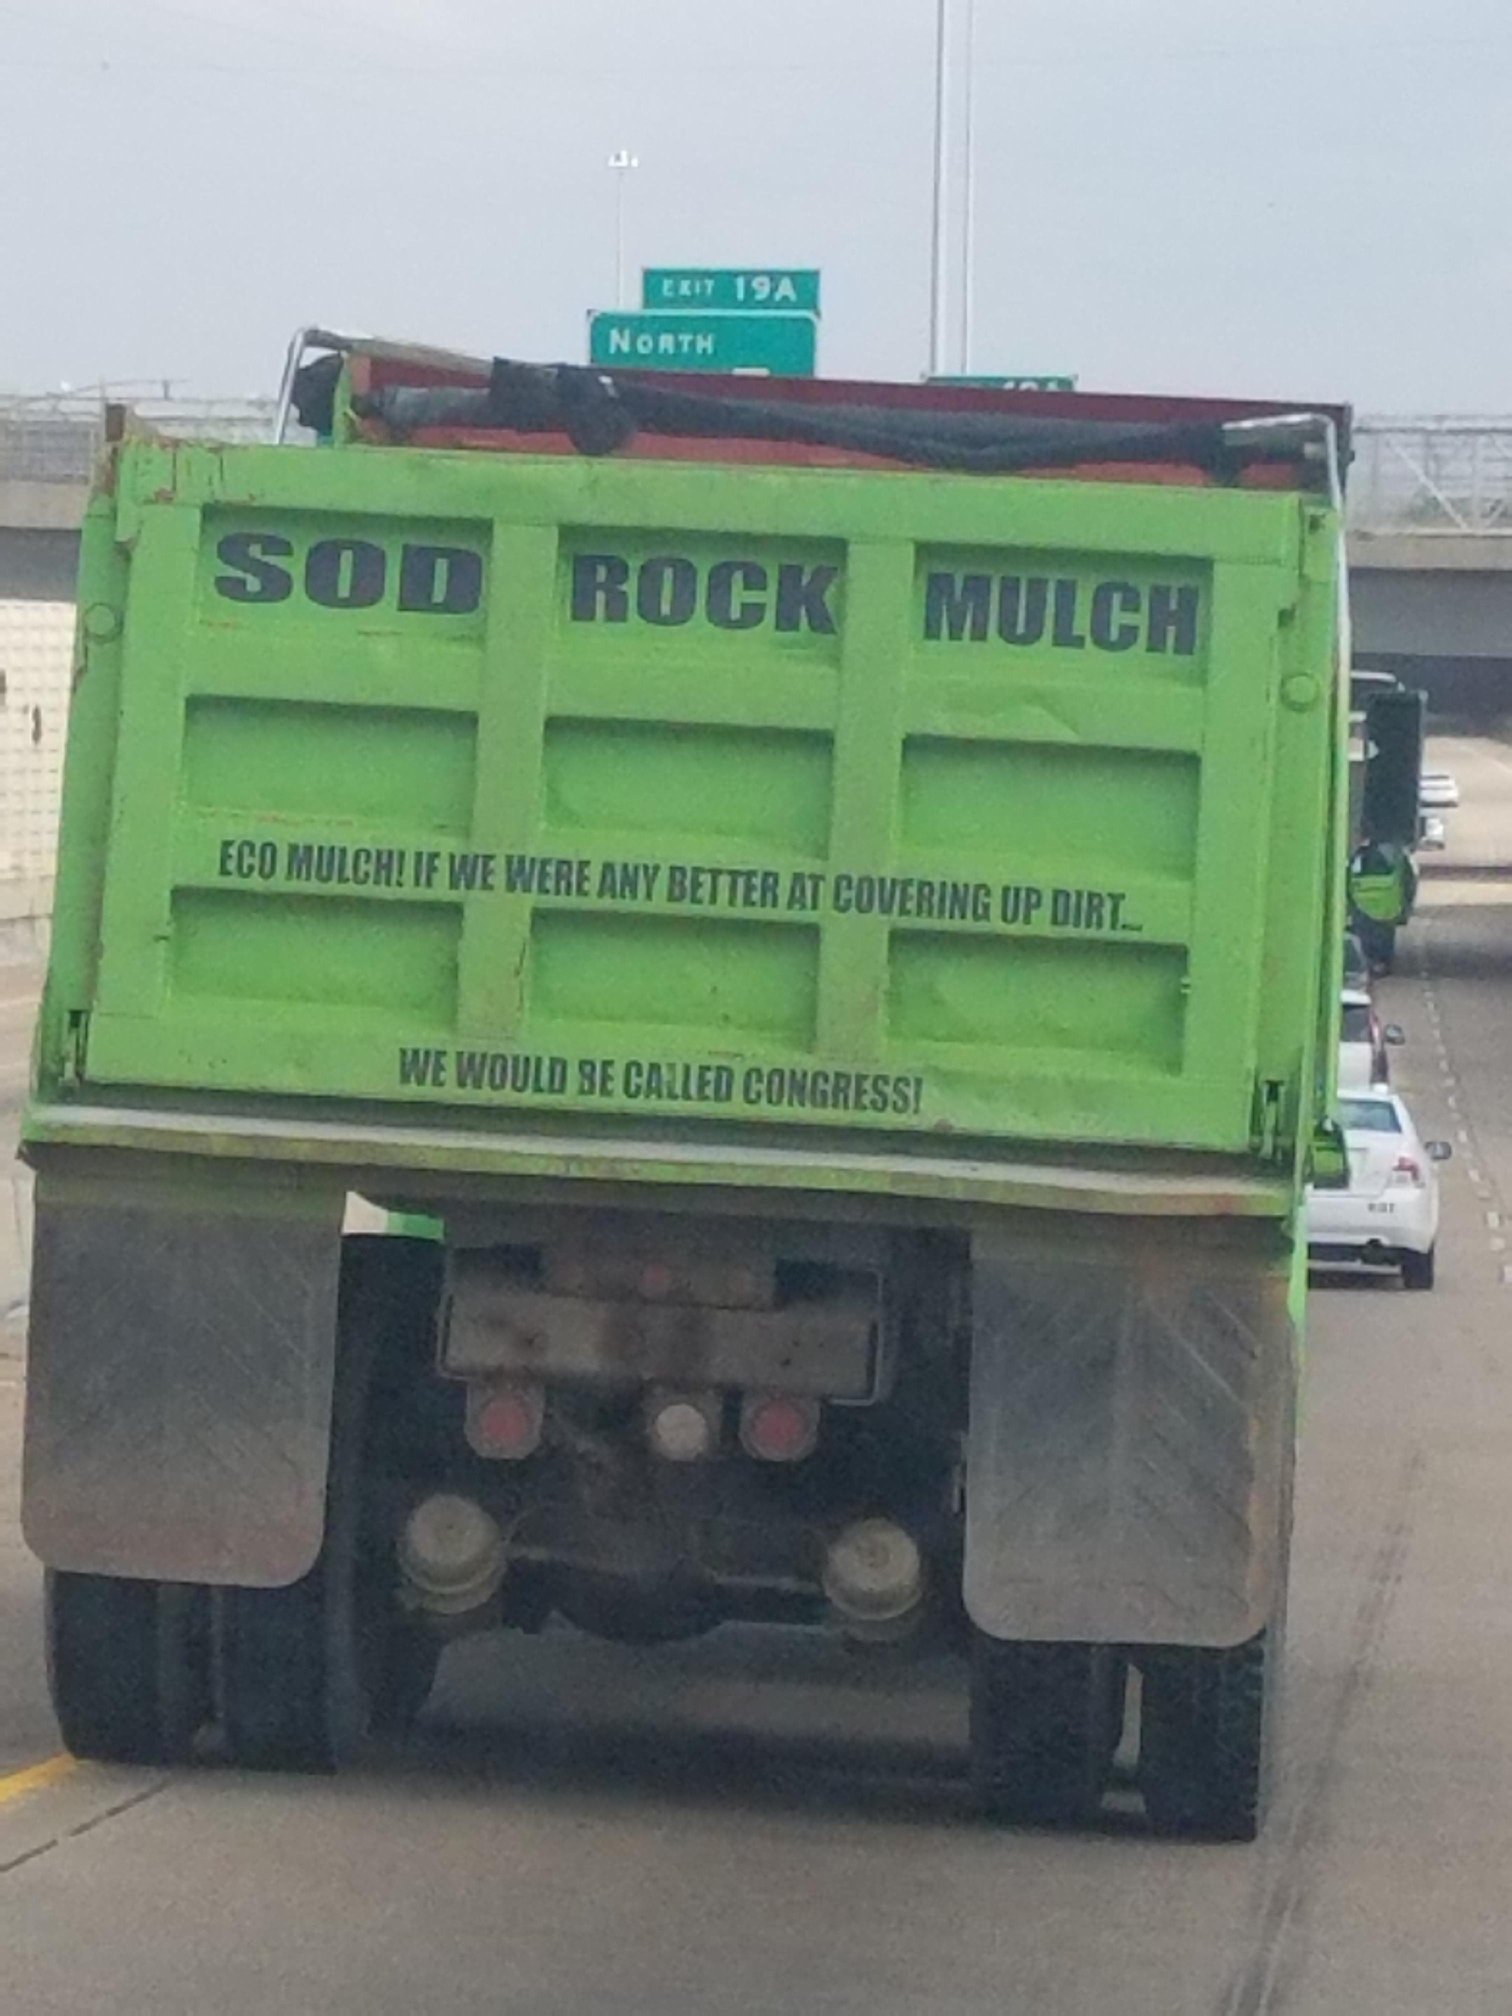 EXIT 19A
NORTH
SOD ROCK MULCH
ECO MULCH! IF WE WERE ANY BETTER AT COVERING UP DIRT...
WE WOULD BE CALLED CONGRESS!